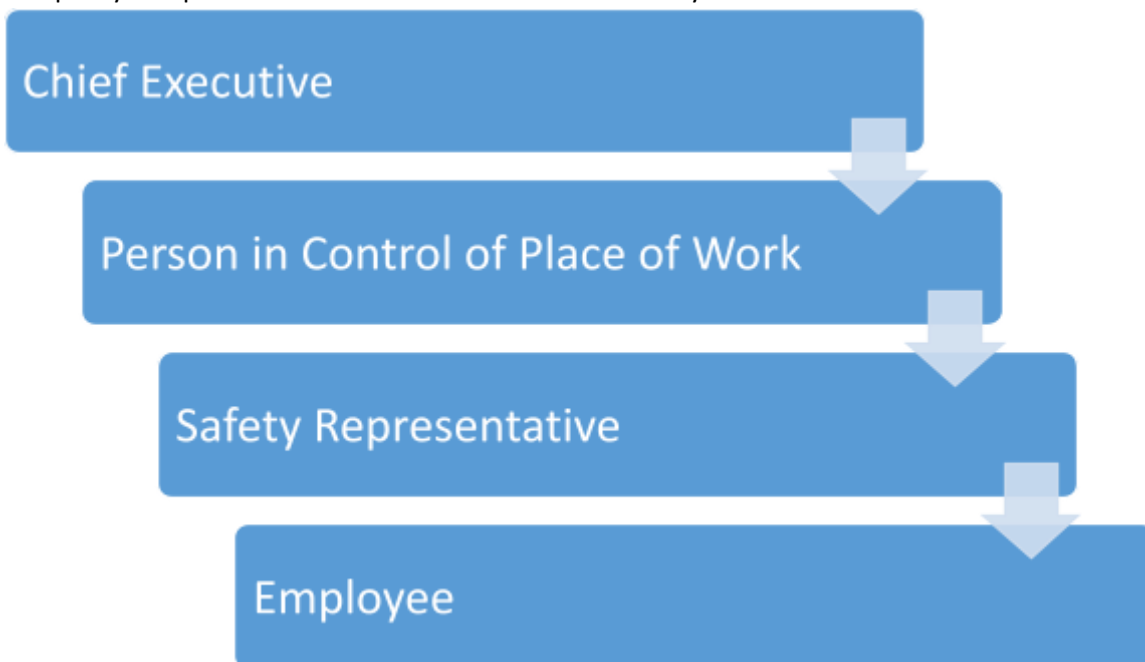 Chief Executive
Person in Control of Place of Work
Safety Representative
Employee